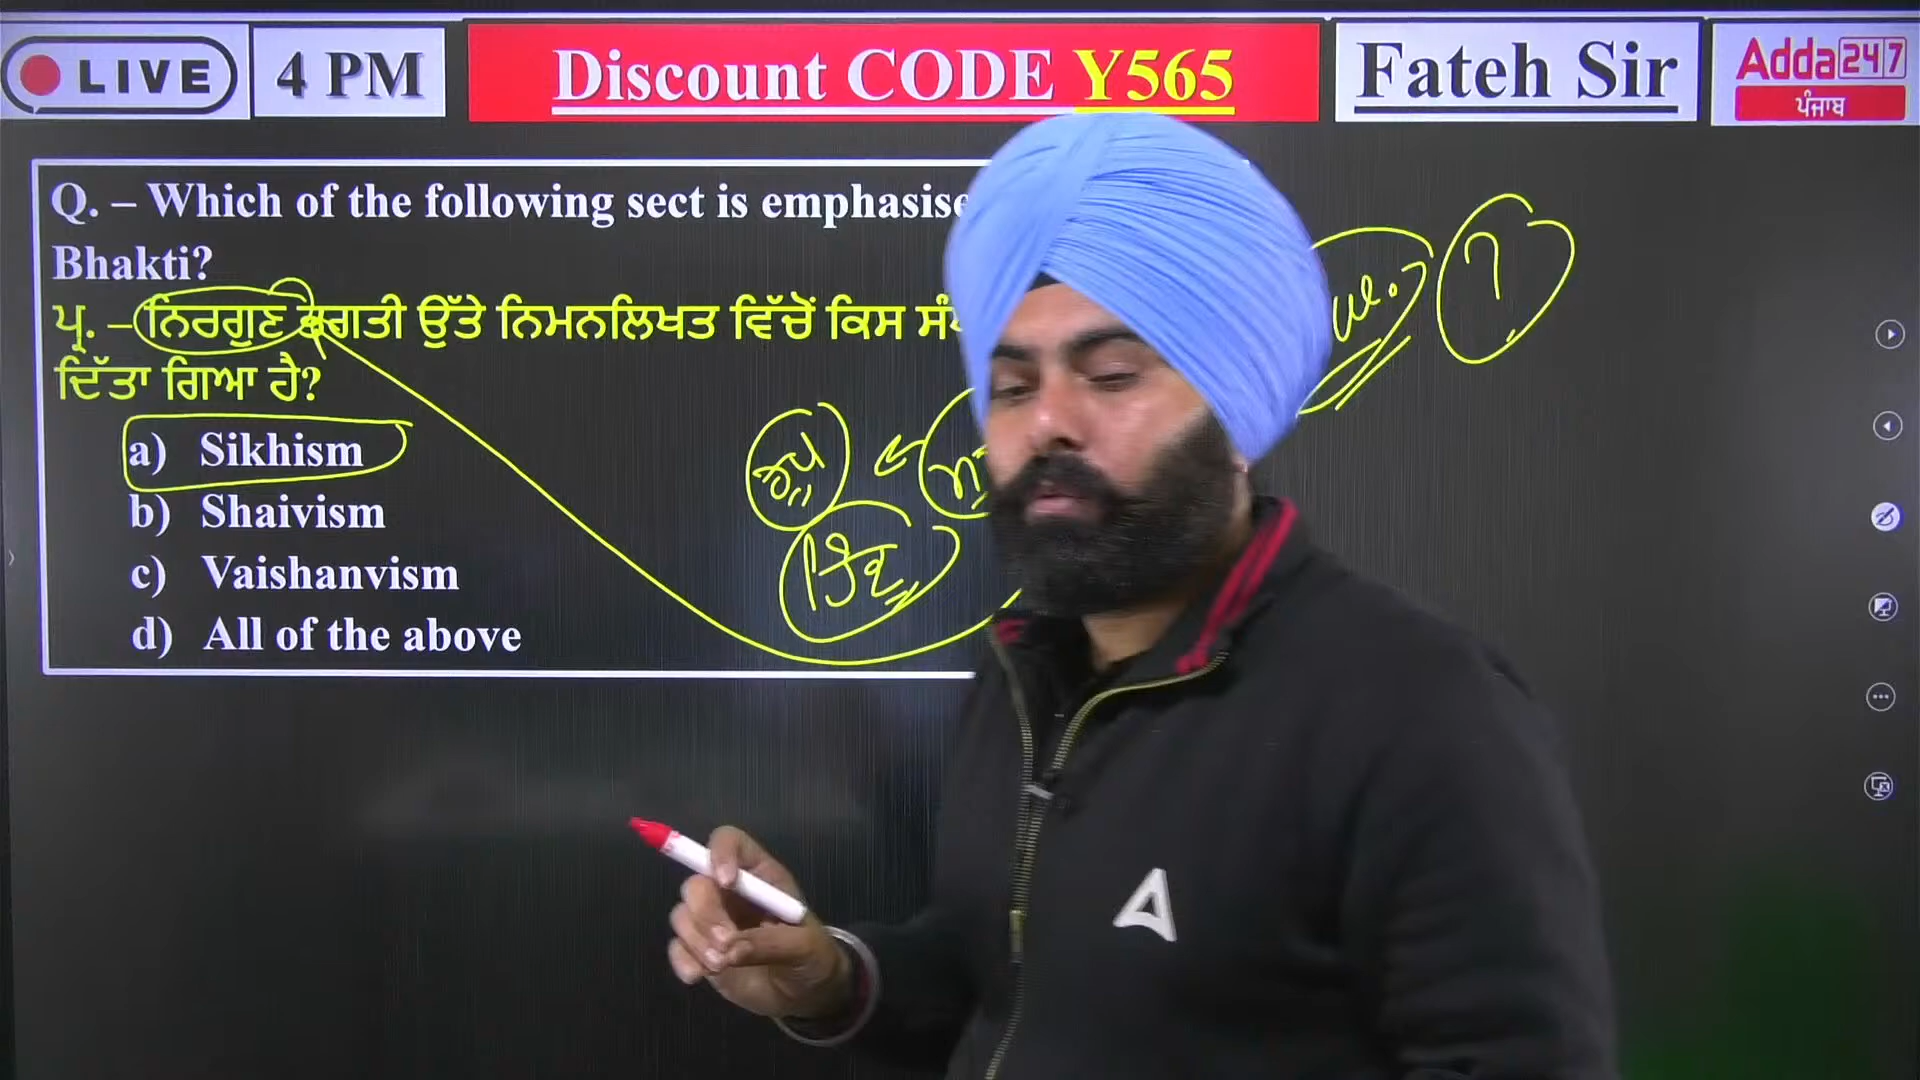 LIVE
4 PM
Discount CODE Y565
Fateh Sir
Adda247
ਪੰਜਾਬ
Q. – Which of the following sect is emphasise
Bhakti?
ਪ੍ਰ. – ਨਿਰਗੁਣ ਭਗਤੀ ਉੱਤੇ ਨਿਮਨਲਿਖਤ ਵਿੱਚੋਂ ਕਿਸ
ਦਿੱਤਾ ਗਿਆ ਹੈ?
a) Sikhism
b) Shaivism
c) Vaishanvism
d) All of the above
ਰੂਪ